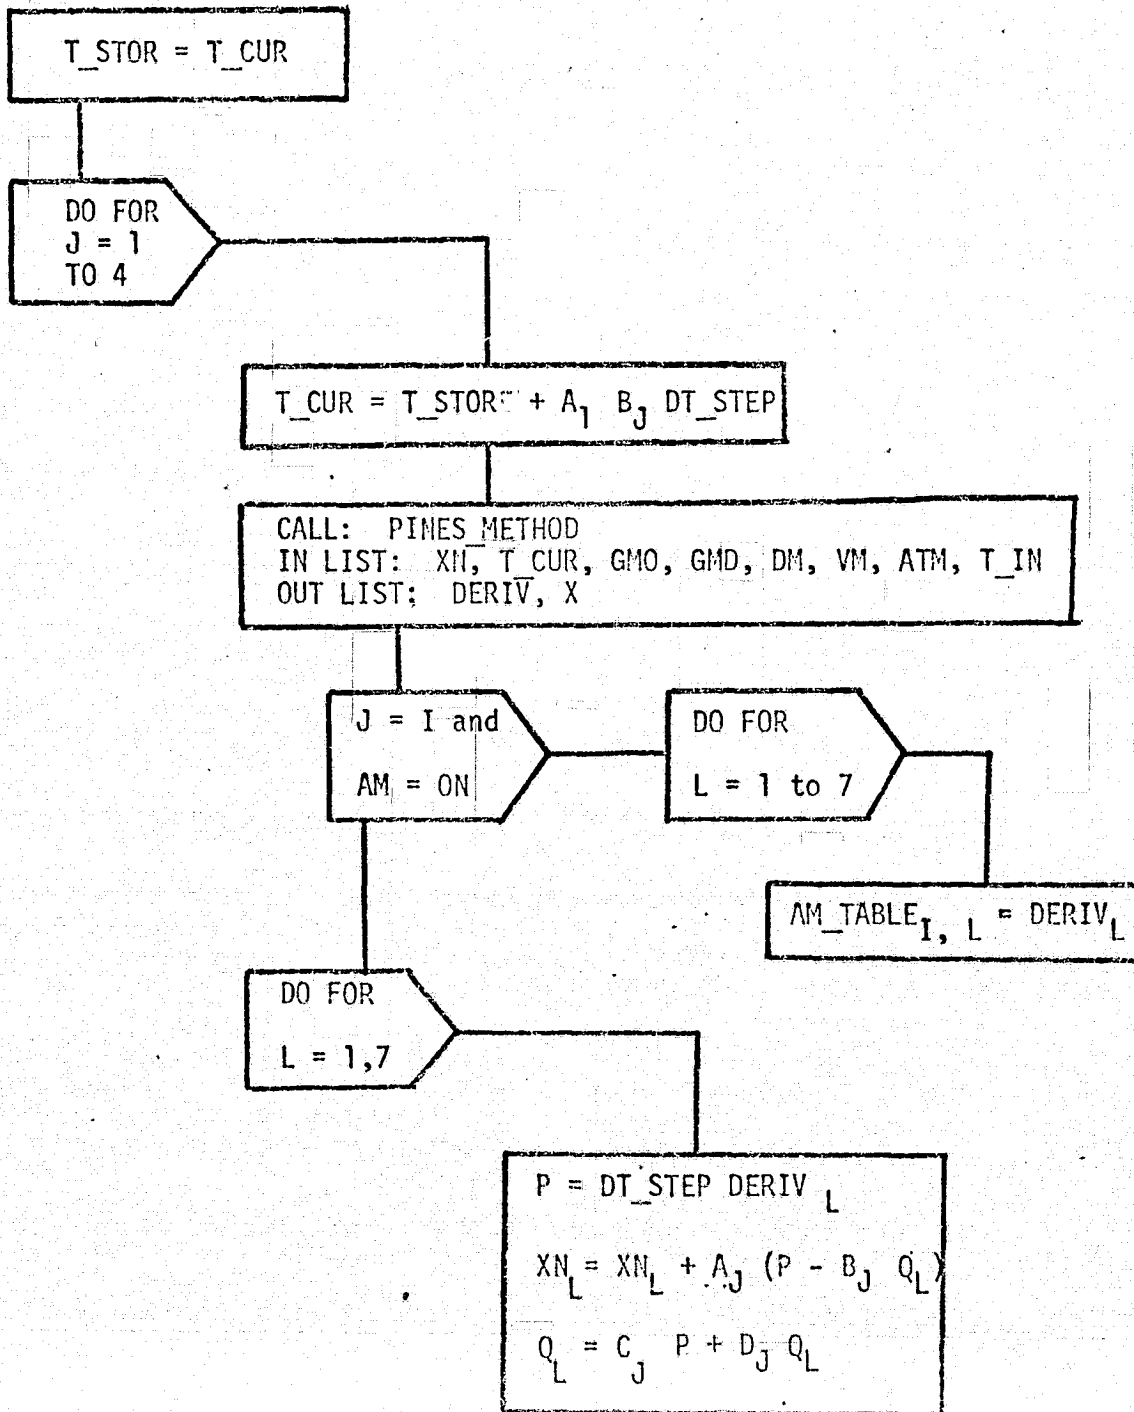 T_STOR = T_CUR
DO FOR
J = 1
TO 4
T_CUR = T_STOR + A1 BJ DT_STEP
CALL: PINES_METHOD
IN LIST: XN, T_CUR, GMO, GMD, DM, VM, ATM, T_IN
OUT LIST: DERIV, X
J = I and
AM = ON
DO FOR
L = 1 to 7
AM_TABLEI, L = DERIVL
DO FOR
L = 1,7
P = DT_STEP DERIV L
XNL = XNL + AJ (P - BJ QL)
QL = CJ P + DJ QL